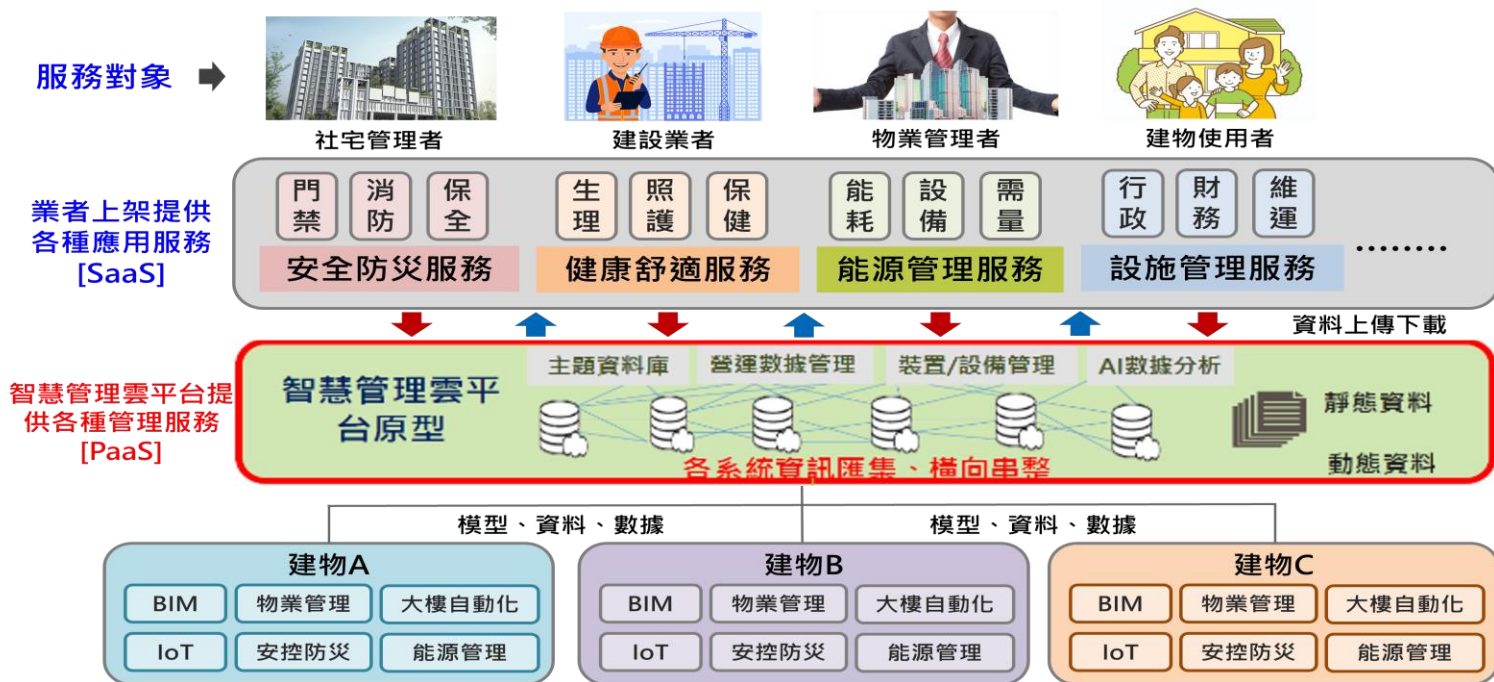 服務對象
社宅管理者
建設業者
物業管理者
建物使用者
業者上架提供
各種應用服務
[SaaS]
門禁
消防
保全
生理
照護
保健
能耗
設備
需量
行政
財務
維運
安全防災服務
健康舒適服務
能源管理服務
設施管理服務
········
資料上傳下載
智慧管理雲平台提
供各種管理服務
[PaaS]
智慧管理雲平
台原型
主題資料庫
營運數據管理
裝置/設備管理
AI數據分析
靜態資料
動態資料
各系統資訊匯集、橫向串整
模型、資料、數據
模型、資料、數據
建物A
BIM
物業管理
大樓自動化
IoT
安控防災
能源管理
建物B
BIM
物業管理
大樓自動化
IoT
安控防災
能源管理
建物C
BIM
物業管理
大樓自動化
IoT
安控防災
能源管理